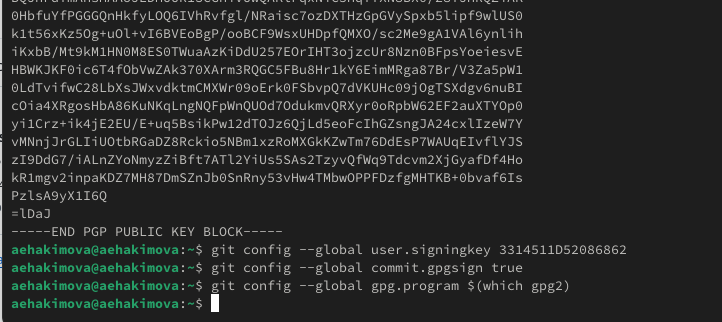 0HbfuYfPGGGQnHkfyLOQ6IVhRvfgl/NRaisc7ozDXTHzGpGVySpxb5lipf9wlUS0
k1t56xKz5Og+uOl+vI6BVEoBgP/ooBCF9WsxUHDpfQMXO/sc2Me9gA1VAl6ynlih
iKxbB/Mt9kM1HN0M8ES0TWuaAzKiDdU257EOrIHT3ojzcUr8Nzn0BFpsYoeiesvE
HBWKJKF0ic6T4fObVwZAk370XArm3RQGC5FBu8Hr1kY6EimMRga87Br/V3Za5pW1
0LdTvifwC28LbXsJWxvdktmCMXWr09oErk0FSbvpQ7dVKUHc09jOgTSXdgv6nuBI
cOia4XRgosHbA86KuNKqLngNQFpWnQUOd7OdukmvQRXyr0oRpbW62EF2auXTYOp0
yi1Crz+ik4jE2EU/E+uq5BsikPw12dTOJz6QjLd5eoFcIhGZsngJA24cxlIzeW7Y
vMNnjJrGLIiUOtbRGaDZ8Rckio5NBm1xzRoMXGkKZwTm76DdEsP7WAUqEIvflYJS
zI9DdG7/iALnZYoNmyzZiBft7ATl2YiUs5SAs2TzyvQfWq9Tdcvm2XjGyafDf4Ho
kR1mgv2inpaKDZ7MH87DmSZnJb0SnRny53vHw4TMbwOPPFDzfgMHTKB+0bvaf6Is
PzlsA9yX1I6Q
=lDaJ
-----END PGP PUBLIC KEY BLOCK-----
aehakimova@aehakimova:~$ git config --global user.signingkey 3314511D52086862
aehakimova@aehakimova:~$ git config --global commit.gpgsign true
aehakimova@aehakimova:~$ git config --global gpg.program $(which gpg2)
aehakimova@aehakimova:~$